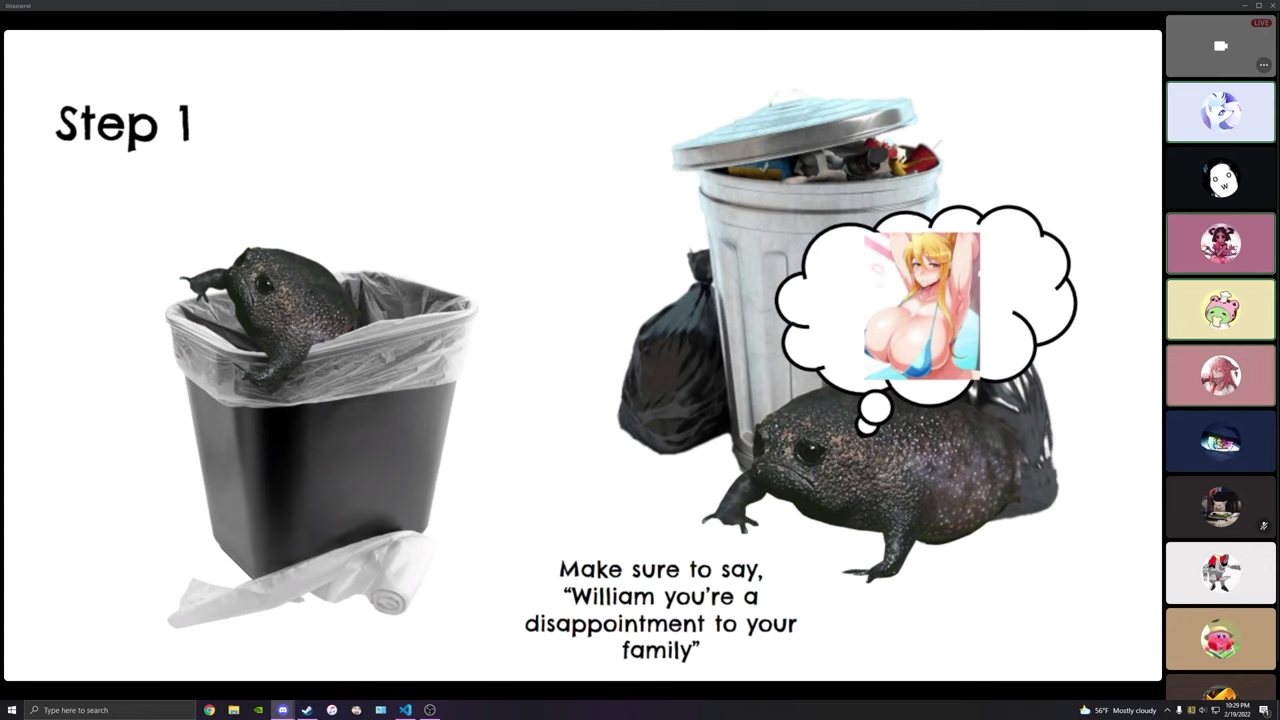 Discord
LIVE
Step 1
Make sure to say,
“William you’re a
disappointment to your
family”
Type here to search
56°F Mostly cloudy
10:29 PM
2/19/2022